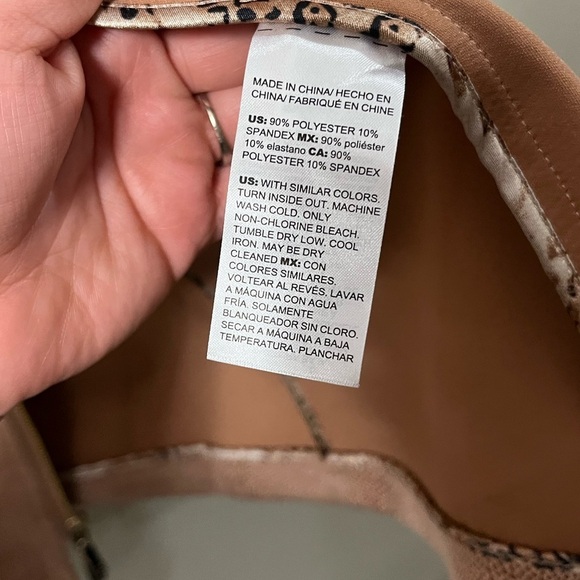 MADE IN CHINA/ HECHO EN
CHINA/ FABRIQUÉ EN CHINE
US: 90% POLYESTER 10%
SPANDEX MX: 90% poliéster
10% elastano CA: 90%
POLYESTER 10% SPANDEX
US: WITH SIMILAR COLORS.
TURN INSIDE OUT. MACHINE
WASH COLD. ONLY
NON-CHLORINE BLEACH.
TUMBLE DRY LOW. COOL
IRON. MAY BE DRY
CLEANED MX: CON
COLORES SIMILARES.
VOLTEAR AL REVÉS, LAVAR
A MÁQUINA CON AGUA
FRÍA. SOLAMENTE
BLANQUEADOR SIN CLORO.
SECAR A MÁQUINA A BAJA
TEMPERATURA. PLANCHAR